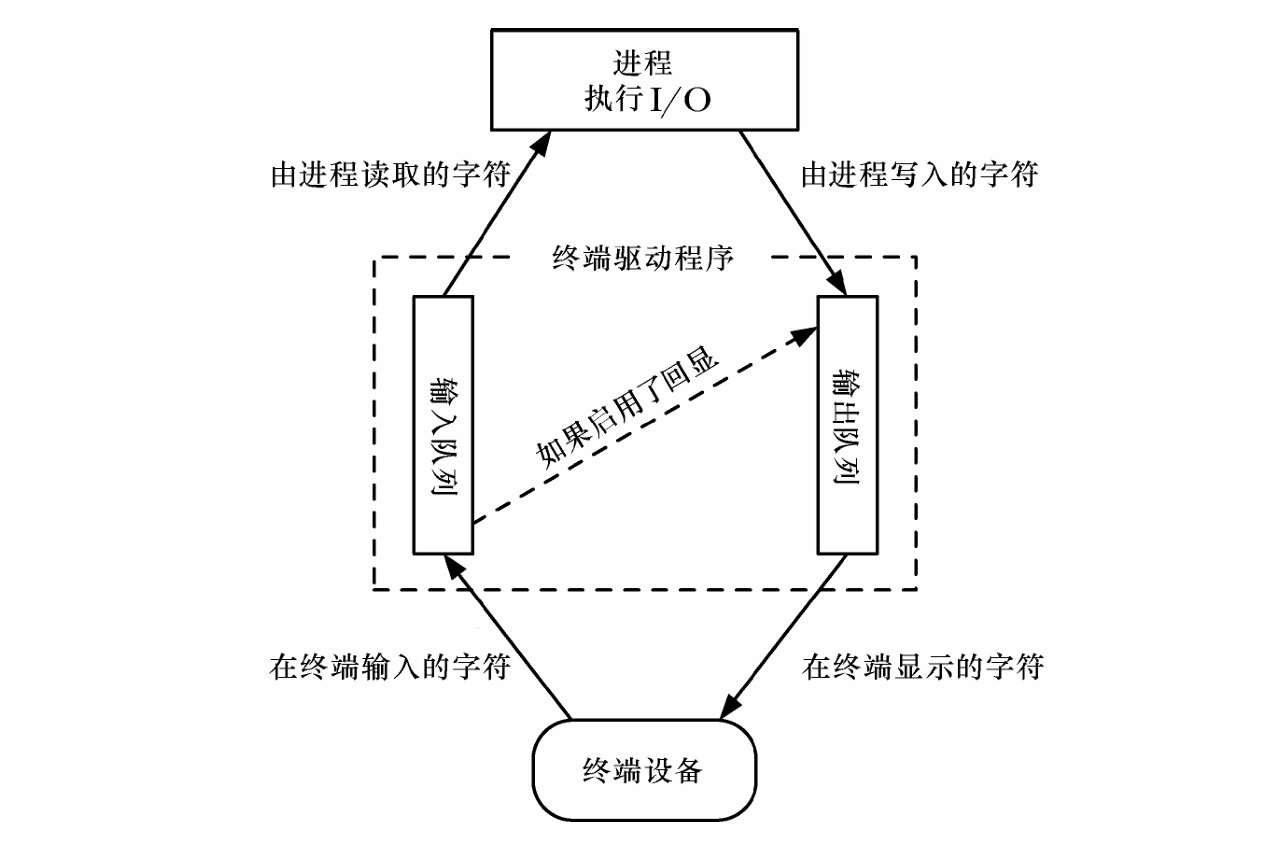 进程
执行I/O
由进程读取的字符
由进程写入的字符
终端驱动程序
如果启用了回显
输入队列
输出队列
在终端输入的字符
在终端显示的字符
终端设备